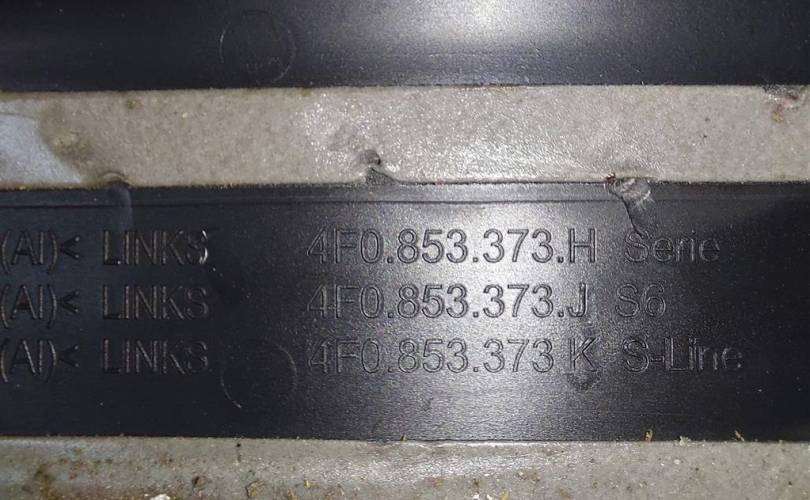 (Al)< LINKS 4F0.853.373.H Serie
(Al)< LINKS 4F0.853.373.J S6
(Al)< LINKS 4F0.853.373 K S-Line